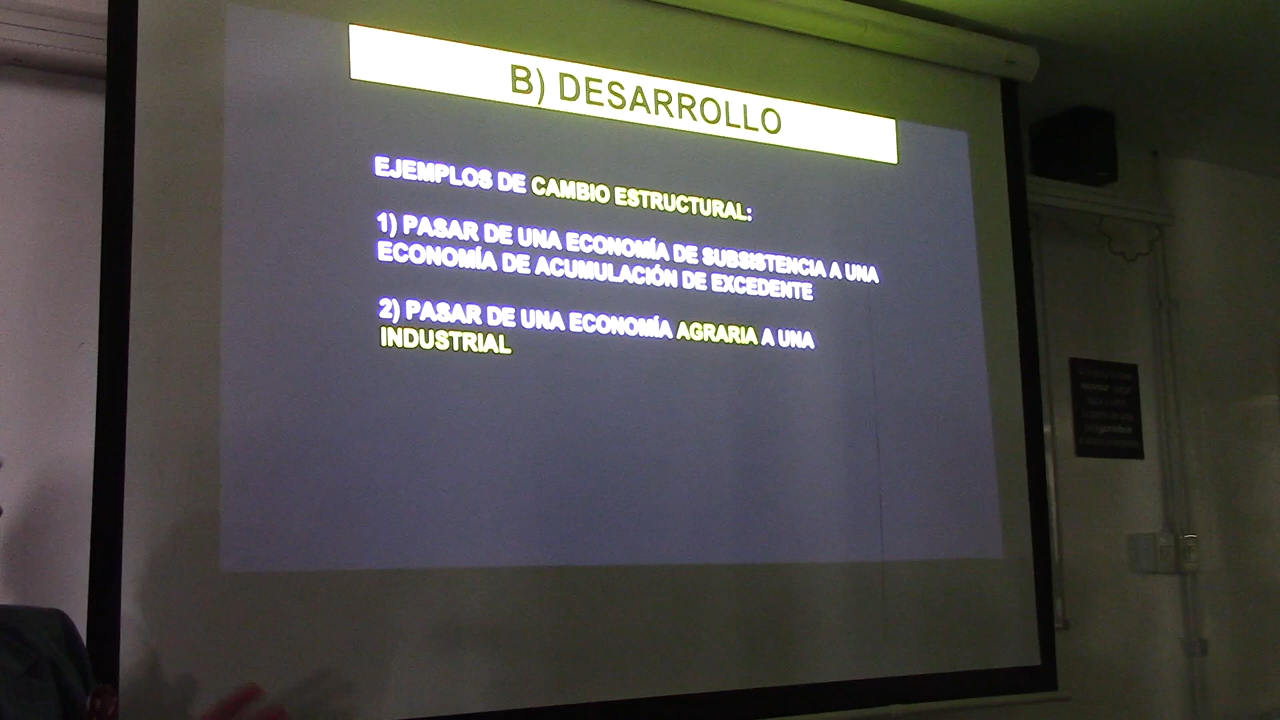 B) DESARROLLO
EJEMPLOS DE CAMBIO ESTRUCTURAL:
1) PASAR DE UNA ECONOMÍA DE SUBSISTENCIA A UNA
ECONOMÍA DE ACUMULACIÓN DE EXCEDENTE
2) PASAR DE UNA ECONOMÍA AGRARIA A UNA
INDUSTRIAL